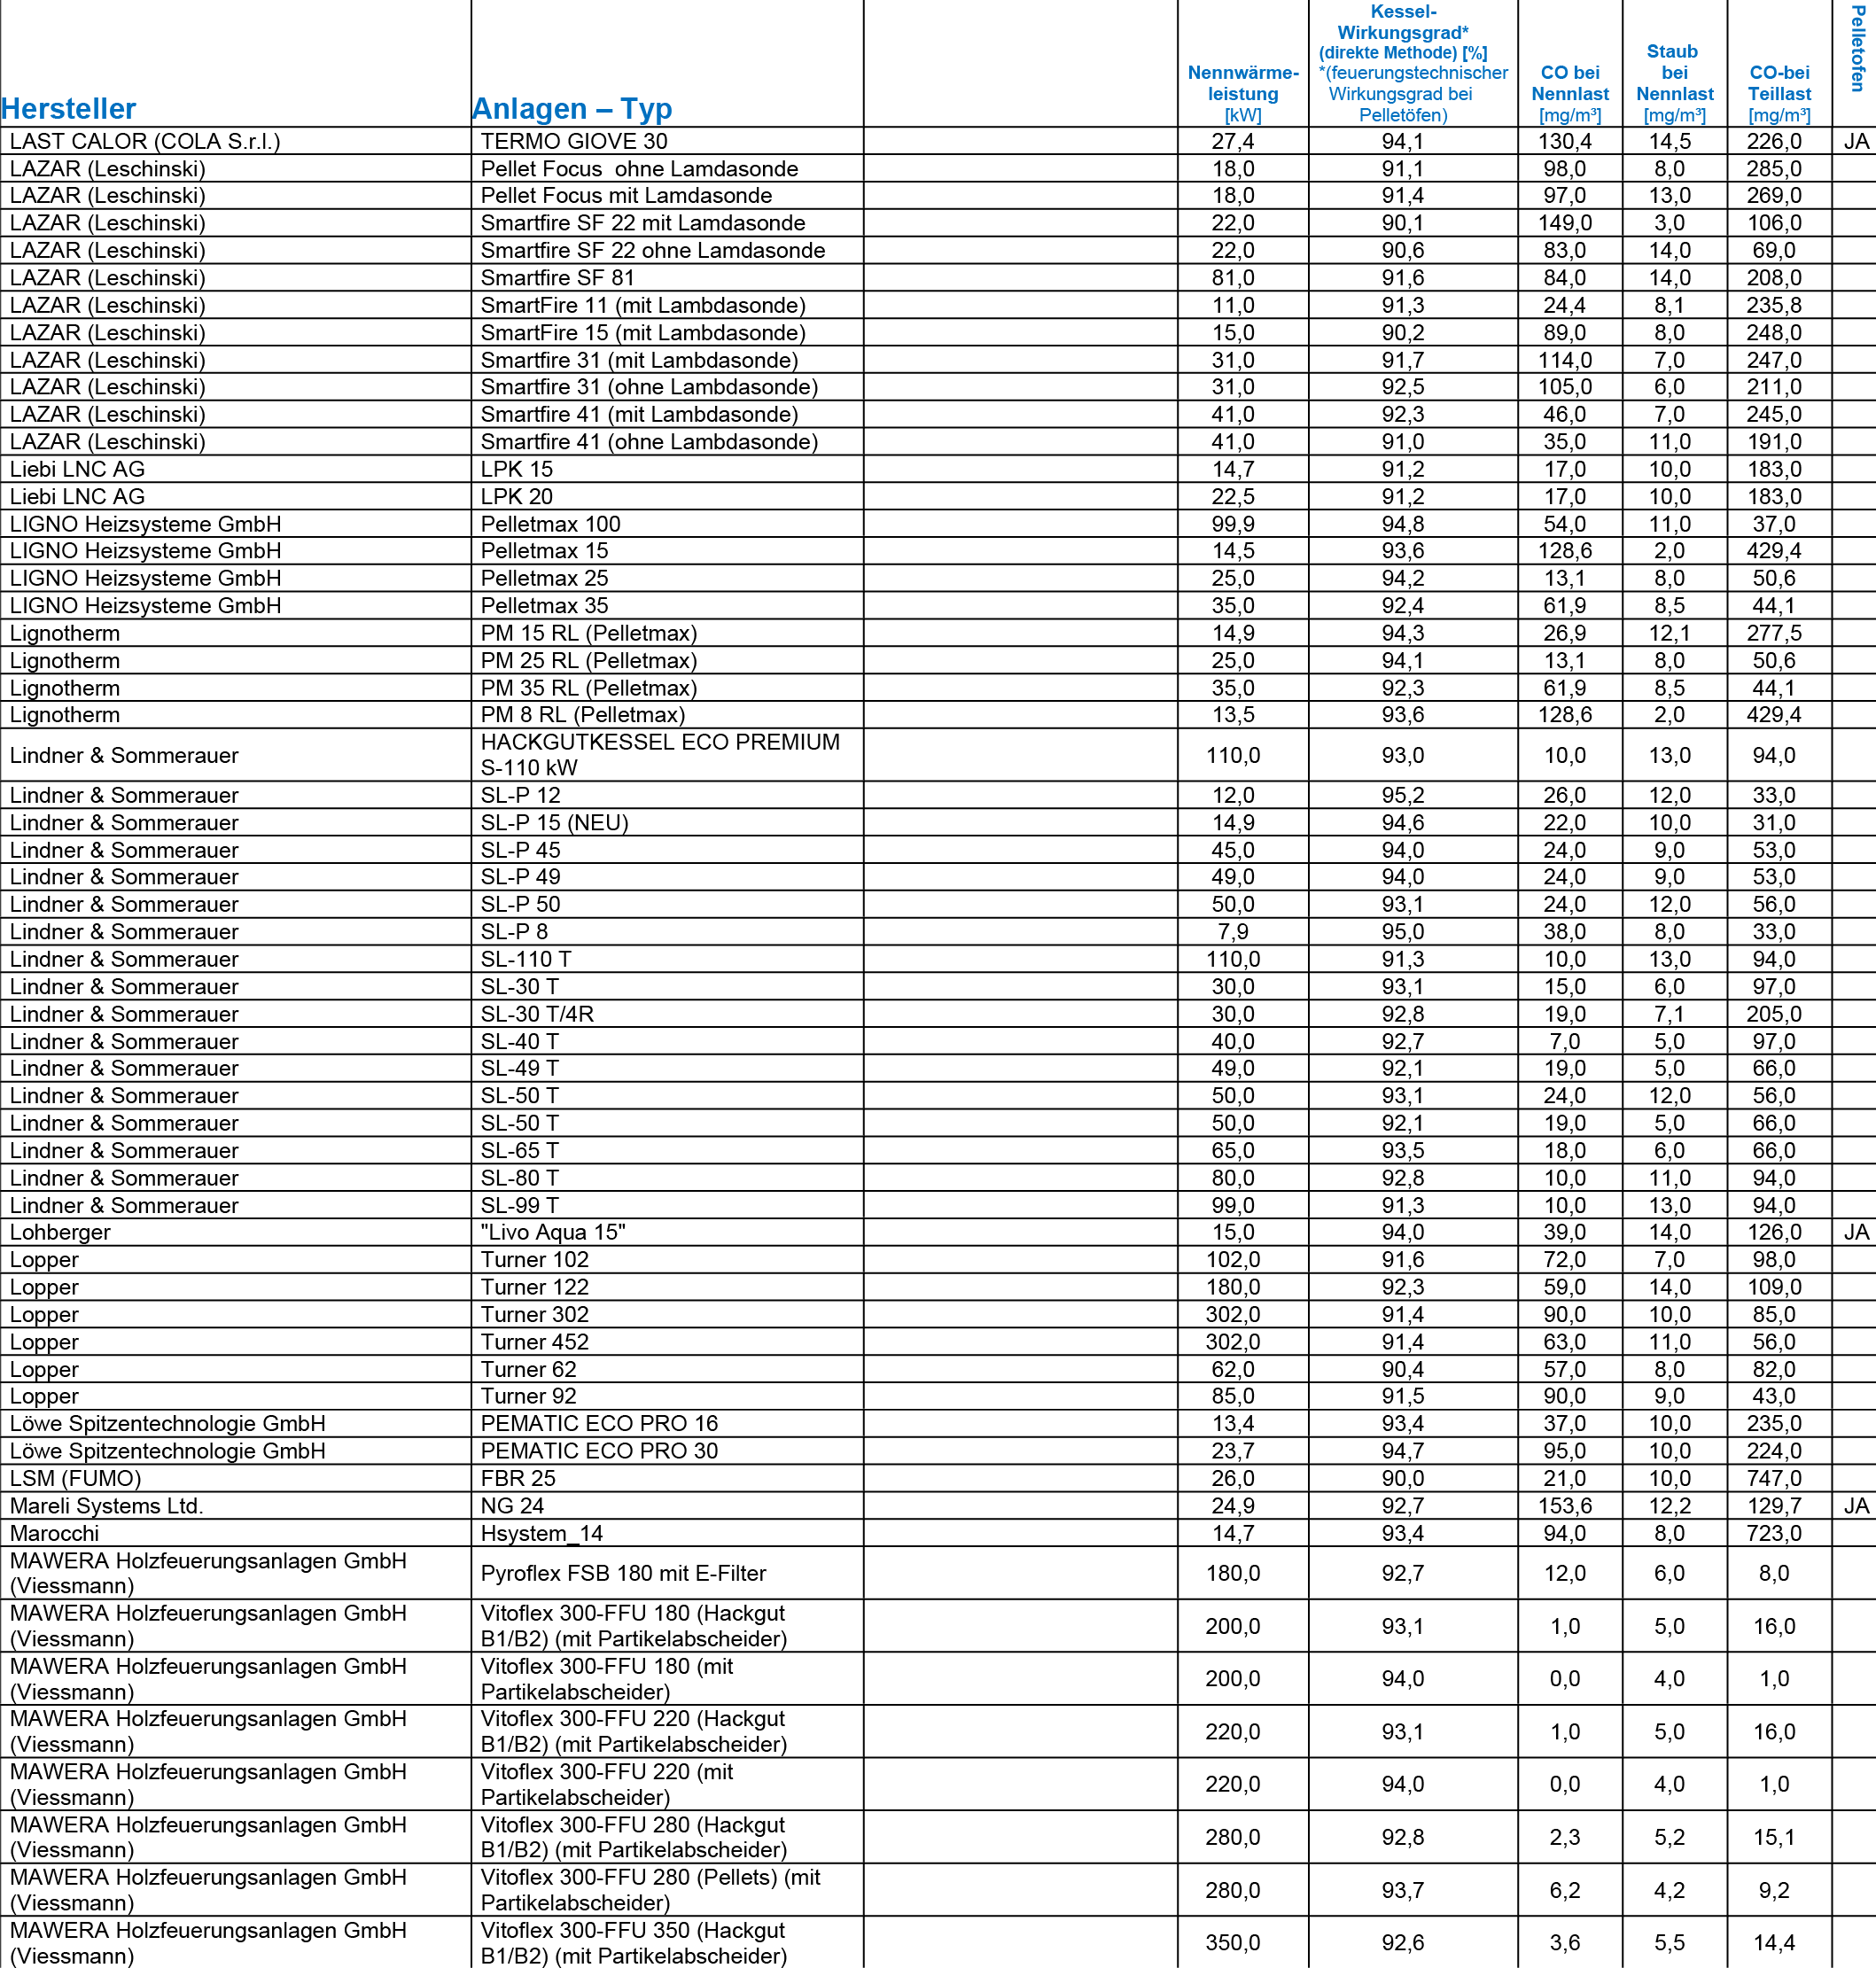 Hersteller Anlagen – Typ Nennwärme-leistung [kW] Kessel-Wirkungsgrad* (direkte Methode) [%] *(feuerungstechnischer Wirkungsgrad bei Pelletöfen) CO bei Nennlast [mg/m³] Staub bei Nennlast [mg/m³] CO-bei Teillast [mg/m³] Pelletofen
LAST CALOR (COLA S.r.l.) TERMO GIOVE 30 27,4 94,1 130,4 14,5 226,0 JA
LAZAR (Leschinski) Pellet Focus  ohne Lamdasonde 18,0 91,1 98,0 8,0 285,0
LAZAR (Leschinski) Pellet Focus mit Lamdasonde 18,0 91,4 97,0 13,0 269,0
LAZAR (Leschinski) Smartfire SF 22 mit Lamdasonde 22,0 90,1 149,0 3,0 106,0
LAZAR (Leschinski) Smartfire SF 22 ohne Lamdasonde 22,0 90,6 83,0 14,0 69,0
LAZAR (Leschinski) Smartfire SF 81 81,0 91,6 84,0 14,0 208,0
LAZAR (Leschinski) SmartFire 11 (mit Lambdasonde) 11,0 91,3 24,4 8,1 235,8
LAZAR (Leschinski) SmartFire 15 (mit Lambdasonde) 15,0 90,2 89,0 8,0 248,0
LAZAR (Leschinski) Smartfire 31 (mit Lambdasonde) 31,0 91,7 114,0 7,0 247,0
LAZAR (Leschinski) Smartfire 31 (ohne Lambdasonde) 31,0 92,5 105,0 6,0 211,0
LAZAR (Leschinski) Smartfire 41 (mit Lambdasonde) 41,0 92,3 46,0 7,0 245,0
LAZAR (Leschinski) Smartfire 41 (ohne Lambdasonde) 41,0 91,0 35,0 11,0 191,0
Liebi LNC AG LPK 15 14,7 91,2 17,0 10,0 183,0
Liebi LNC AG LPK 20 22,5 91,2 17,0 10,0 183,0
LIGNO Heizsysteme GmbH Pelletmax 100 99,9 94,8 54,0 11,0 37,0
LIGNO Heizsysteme GmbH Pelletmax 15 14,5 93,6 128,6 2,0 429,4
LIGNO Heizsysteme GmbH Pelletmax 25 25,0 94,2 13,1 8,0 50,6
LIGNO Heizsysteme GmbH Pelletmax 35 35,0 92,4 61,9 8,5 44,1
Lignotherm PM 15 RL (Pelletmax) 14,9 94,3 26,9 12,1 277,5
Lignotherm PM 25 RL (Pelletmax) 25,0 94,1 13,1 8,0 50,6
Lignotherm PM 35 RL (Pelletmax) 35,0 92,3 61,9 8,5 44,1
Lignotherm PM 8 RL (Pelletmax) 13,5 93,6 128,6 2,0 429,4
Lindner & Sommerauer HACKGUTKESSEL ECO PREMIUM S-110 kW 110,0 93,0 10,0 13,0 94,0
Lindner & Sommerauer SL-P 12 12,0 95,2 26,0 12,0 33,0
Lindner & Sommerauer SL-P 15 (NEU) 14,9 94,6 22,0 10,0 31,0
Lindner & Sommerauer SL-P 45 45,0 94,0 24,0 9,0 53,0
Lindner & Sommerauer SL-P 49 49,0 94,0 24,0 9,0 53,0
Lindner & Sommerauer SL-P 50 50,0 93,1 24,0 12,0 56,0
Lindner & Sommerauer SL-P 8 7,9 95,0 38,0 8,0 33,0
Lindner & Sommerauer SL-110 T 110,0 91,3 10,0 13,0 94,0
Lindner & Sommerauer SL-30 T 30,0 93,1 15,0 6,0 97,0
Lindner & Sommerauer SL-30 T/4R 30,0 92,8 19,0 7,1 205,0
Lindner & Sommerauer SL-40 T 40,0 92,7 7,0 5,0 97,0
Lindner & Sommerauer SL-49 T 49,0 92,1 19,0 5,0 66,0
Lindner & Sommerauer SL-50 T 50,0 93,1 24,0 12,0 56,0
Lindner & Sommerauer SL-50 T 50,0 92,1 19,0 5,0 66,0
Lindner & Sommerauer SL-65 T 65,0 93,5 18,0 6,0 66,0
Lindner & Sommerauer SL-80 T 80,0 92,8 10,0 11,0 94,0
Lindner & Sommerauer SL-99 T 99,0 91,3 10,0 13,0 94,0
Lohberger "Livo Aqua 15" 15,0 94,0 39,0 14,0 126,0 JA
Lopper Turner 102 102,0 91,6 72,0 7,0 98,0
Lopper Turner 122 180,0 92,3 59,0 14,0 109,0
Lopper Turner 302 302,0 91,4 90,0 10,0 85,0
Lopper Turner 452 302,0 91,4 63,0 11,0 56,0
Lopper Turner 62 62,0 90,4 57,0 8,0 82,0
Lopper Turner 92 85,0 91,5 90,0 9,0 43,0
Löwe Spitzentechnologie GmbH PEMATIC ECO PRO 16 13,4 93,4 37,0 10,0 235,0
Löwe Spitzentechnologie GmbH PEMATIC ECO PRO 30 23,7 94,7 95,0 10,0 224,0
LSM (FUMO) FBR 25 26,0 90,0 21,0 10,0 747,0
Mareli Systems Ltd. NG 24 24,9 92,7 153,6 12,2 129,7 JA
Marocchi Hsystem_14 14,7 93,4 94,0 8,0 723,0
MAWERA Holzfeuerungsanlagen GmbH (Viessmann) Pyroflex FSB 180 mit E-Filter 180,0 92,7 12,0 6,0 8,0
MAWERA Holzfeuerungsanlagen GmbH (Viessmann) Vitoflex 300-FFU 180 (Hackgut B1/B2) (mit Partikelabscheider) 200,0 93,1 1,0 5,0 16,0
MAWERA Holzfeuerungsanlagen GmbH (Viessmann) Vitoflex 300-FFU 180 (mit Partikelabscheider) 200,0 94,0 0,0 4,0 1,0
MAWERA Holzfeuerungsanlagen GmbH (Viessmann) Vitoflex 300-FFU 220 (Hackgut B1/B2) (mit Partikelabscheider) 220,0 93,1 1,0 5,0 16,0
MAWERA Holzfeuerungsanlagen GmbH (Viessmann) Vitoflex 300-FFU 220 (mit Partikelabscheider) 220,0 94,0 0,0 4,0 1,0
MAWERA Holzfeuerungsanlagen GmbH (Viessmann) Vitoflex 300-FFU 280 (Hackgut B1/B2) (mit Partikelabscheider) 280,0 92,8 2,3 5,2 15,1
MAWERA Holzfeuerungsanlagen GmbH (Viessmann) Vitoflex 300-FFU 280 (Pellets) (mit Partikelabscheider) 280,0 93,7 6,2 4,2 9,2
MAWERA Holzfeuerungsanlagen GmbH (Viessmann) Vitoflex 300-FFU 350 (Hackgut B1/B2) (mit Partikelabscheider) 350,0 92,6 3,6 5,5 14,4